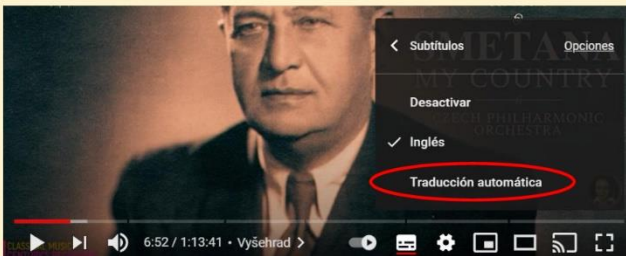 SMETANA
MY COUNTRY
CZECH PHILHARMONIC
ORCHESTRA
< Subtítulos Opciones
Desactivar
✓ Inglés
Traducción automática
6:52 / 1:13:41 • Vyšehrad >